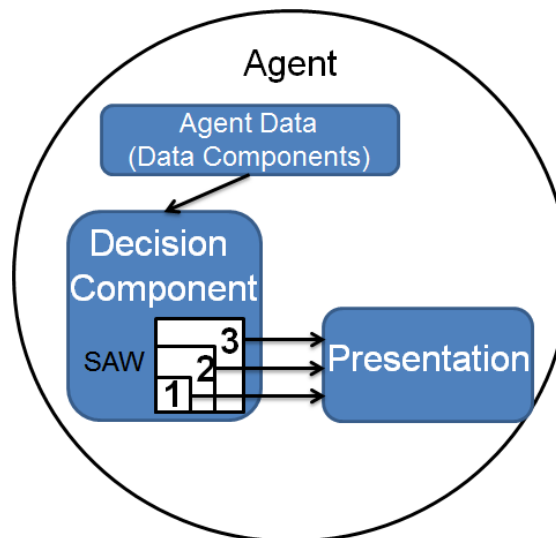 Agent
Agent Data
(Data Components)
Decision
Component
SAW
3
2
1
Presentation